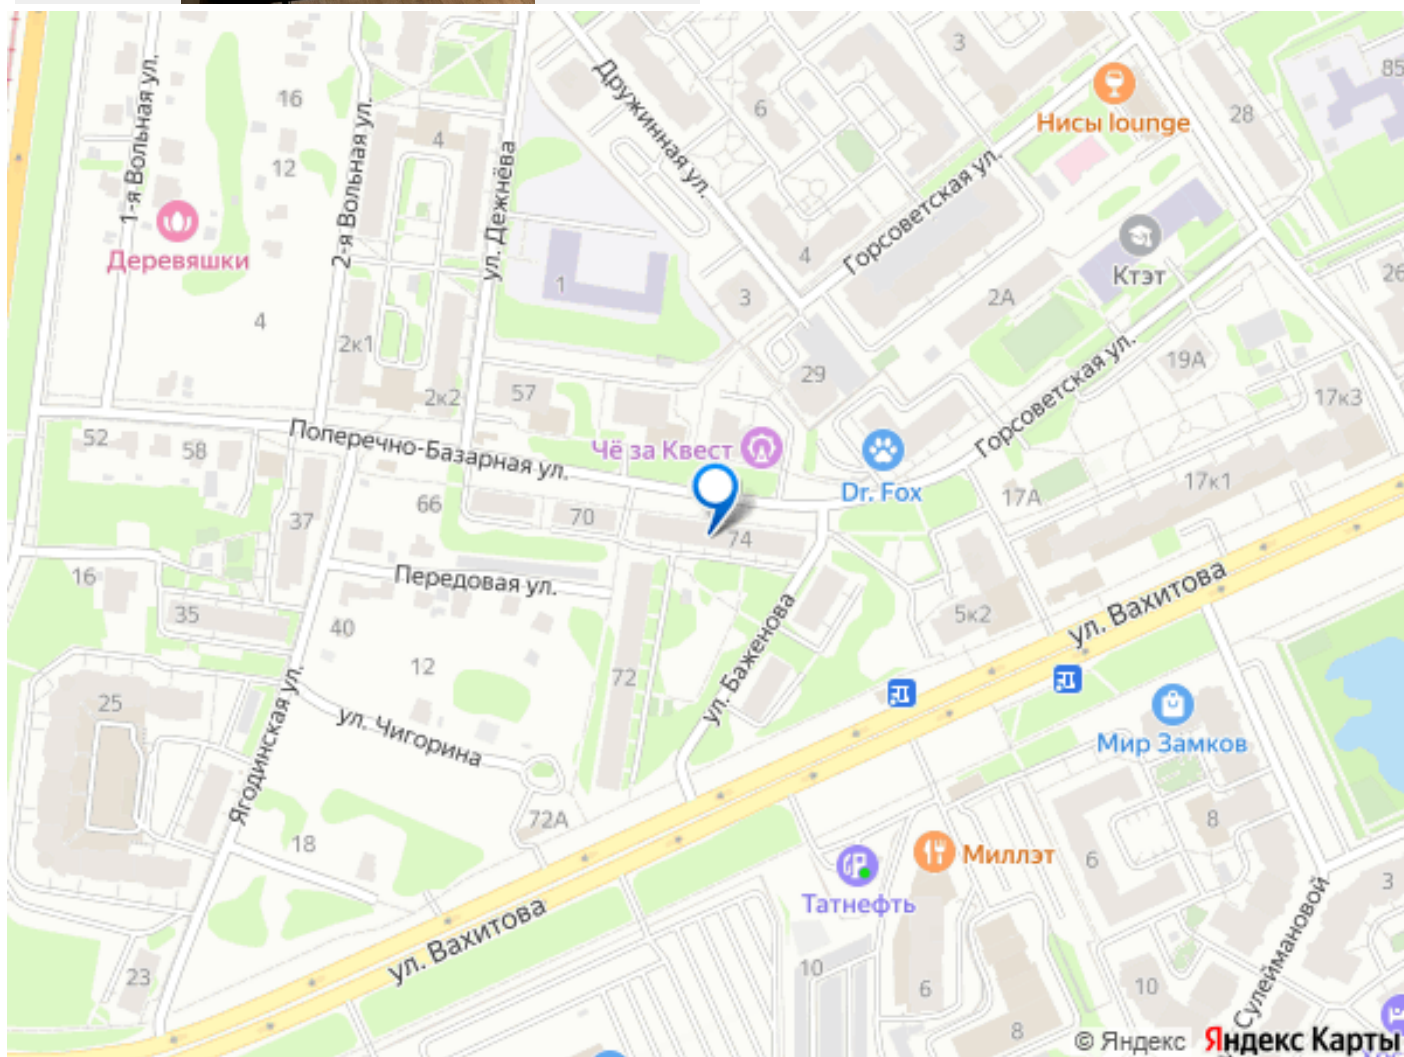 3
85
28
Дружинная ул.
6
Нисы lounge
16
4
1-я Вольная ул.
2-я Вольная ул.
ул. Дежнёва
12
Горсоветская ул.
Деревяшки
4
Ктэт
26
1
3
2А
4
2к1
29
19А
Горсоветская ул.
2к2
57
17к3
52
58
Поперечно-Базарная ул.
Чё за Квест
Dr. Fox
17А
17к1
66
37
70
74
16
Передовая ул.
ул. Вахитова
35
40
5к2
12
ул. Баженова
72
25
Ягодинская ул.
ул. Чигорина
Мир Замков
72А
8
18
Миллэт
6
Татнефть
3
ул. Вахитова
23
10
6
10
Сулеймановой
8
© Яндекс
Яндекс Карты